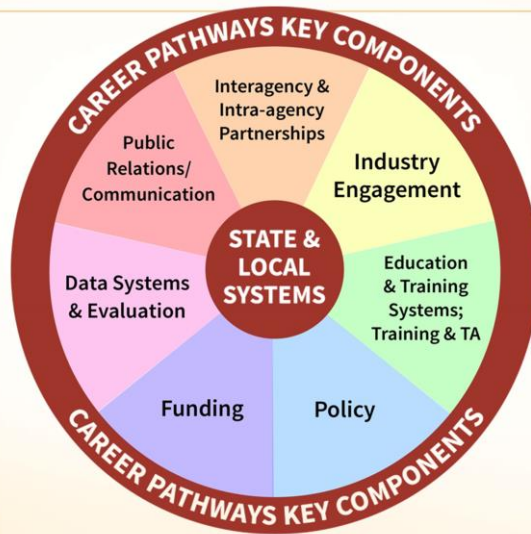 CAREER PATHWAYS KEY COMPONENTS
Interagency &
Intra-agency
Partnerships
Industry
Engagement
Education
& Training
Systems;
Training & TA
Policy
Funding
Data Systems
& Evaluation
Public
Relations/
Communication
STATE &
LOCAL
SYSTEMS
CAREER PATHWAYS KEY COMPONENTS